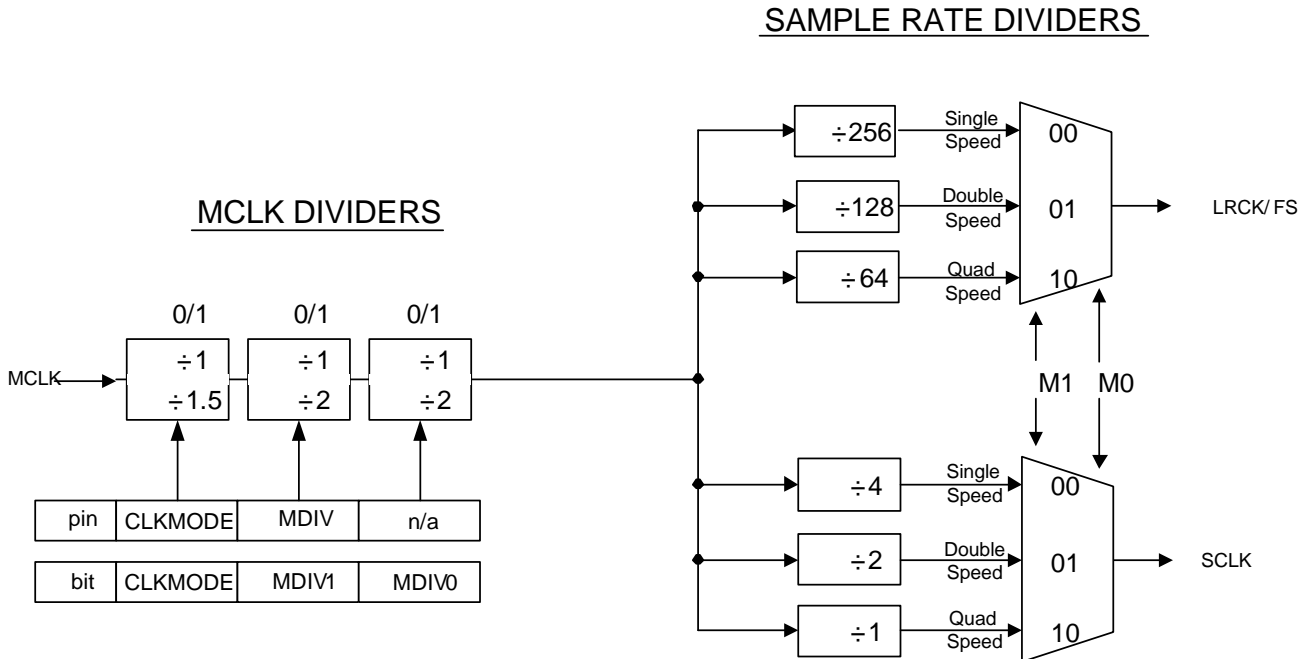 SAMPLE RATE DIVIDERS
÷256
Single
Speed
00
MCLK DIVIDERS
÷128
Double
Speed
01
LRCK/ FS
÷64
Quad
Speed
10
0/1
0/1
0/1
MCLK
÷1
÷1.5
÷1
÷2
÷1
÷2
M1
M0
pin
CLKMODE
MDIV
n/a
bit
CLKMODE
MDIV1
MDIV0
÷4
Single
Speed
00
÷2
Double
Speed
01
SCLK
÷1
Quad
Speed
10